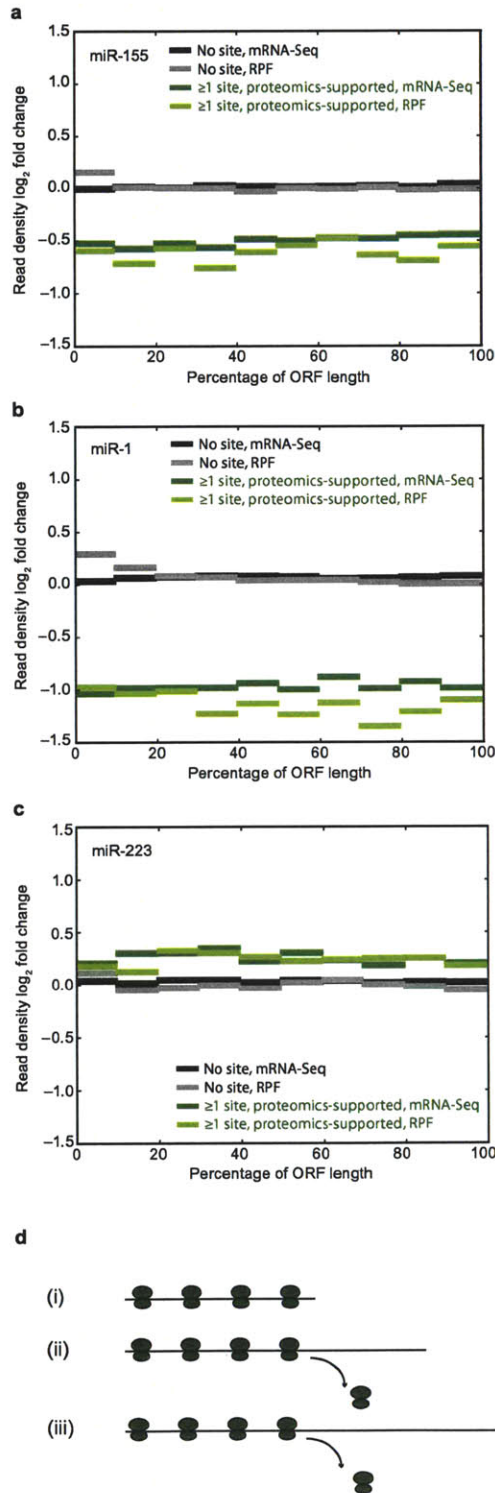 a
miR-155
No site, mRNA-Seq
No site, RPF
≥1 site, proteomics-supported, mRNA-Seq
≥1 site, proteomics-supported, RPF
Read density log2 fold change
1.5
1.0
0.5
0.0
−0.5
−1.0
−1.5
0 20 40 60 80 100
Percentage of ORF length
b
miR-1
No site, mRNA-Seq
No site, RPF
≥1 site, proteomics-supported, mRNA-Seq
≥1 site, proteomics-supported, RPF
Read density log2 fold change
1.5
1.0
0.5
0.0
−0.5
−1.0
−1.5
0 20 40 60 80 100
Percentage of ORF length
c
miR-223
Read density log2 fold change
1.5
1.0
0.5
0.0
−0.5
−1.0
−1.5
No site, mRNA-Seq
No site, RPF
≥1 site, proteomics-supported, mRNA-Seq
≥1 site, proteomics-supported, RPF
0 20 40 60 80 100
Percentage of ORF length
d
(i)
(ii)
(iii)